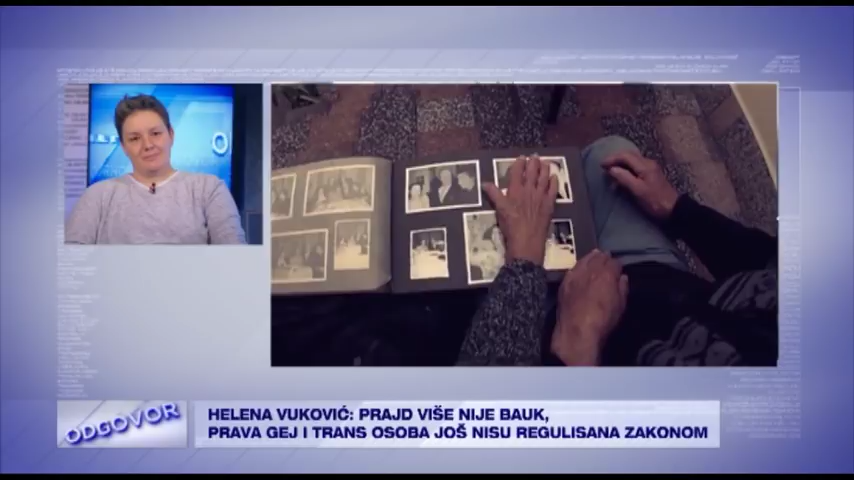 ODGOVOR
HELENA VUKOVIĆ: PRAJD VIŠE NIJE BAUK,
PRAVA GEJ I TRANS OSOBA JOŠ NISU REGULISANA ZAKONOM